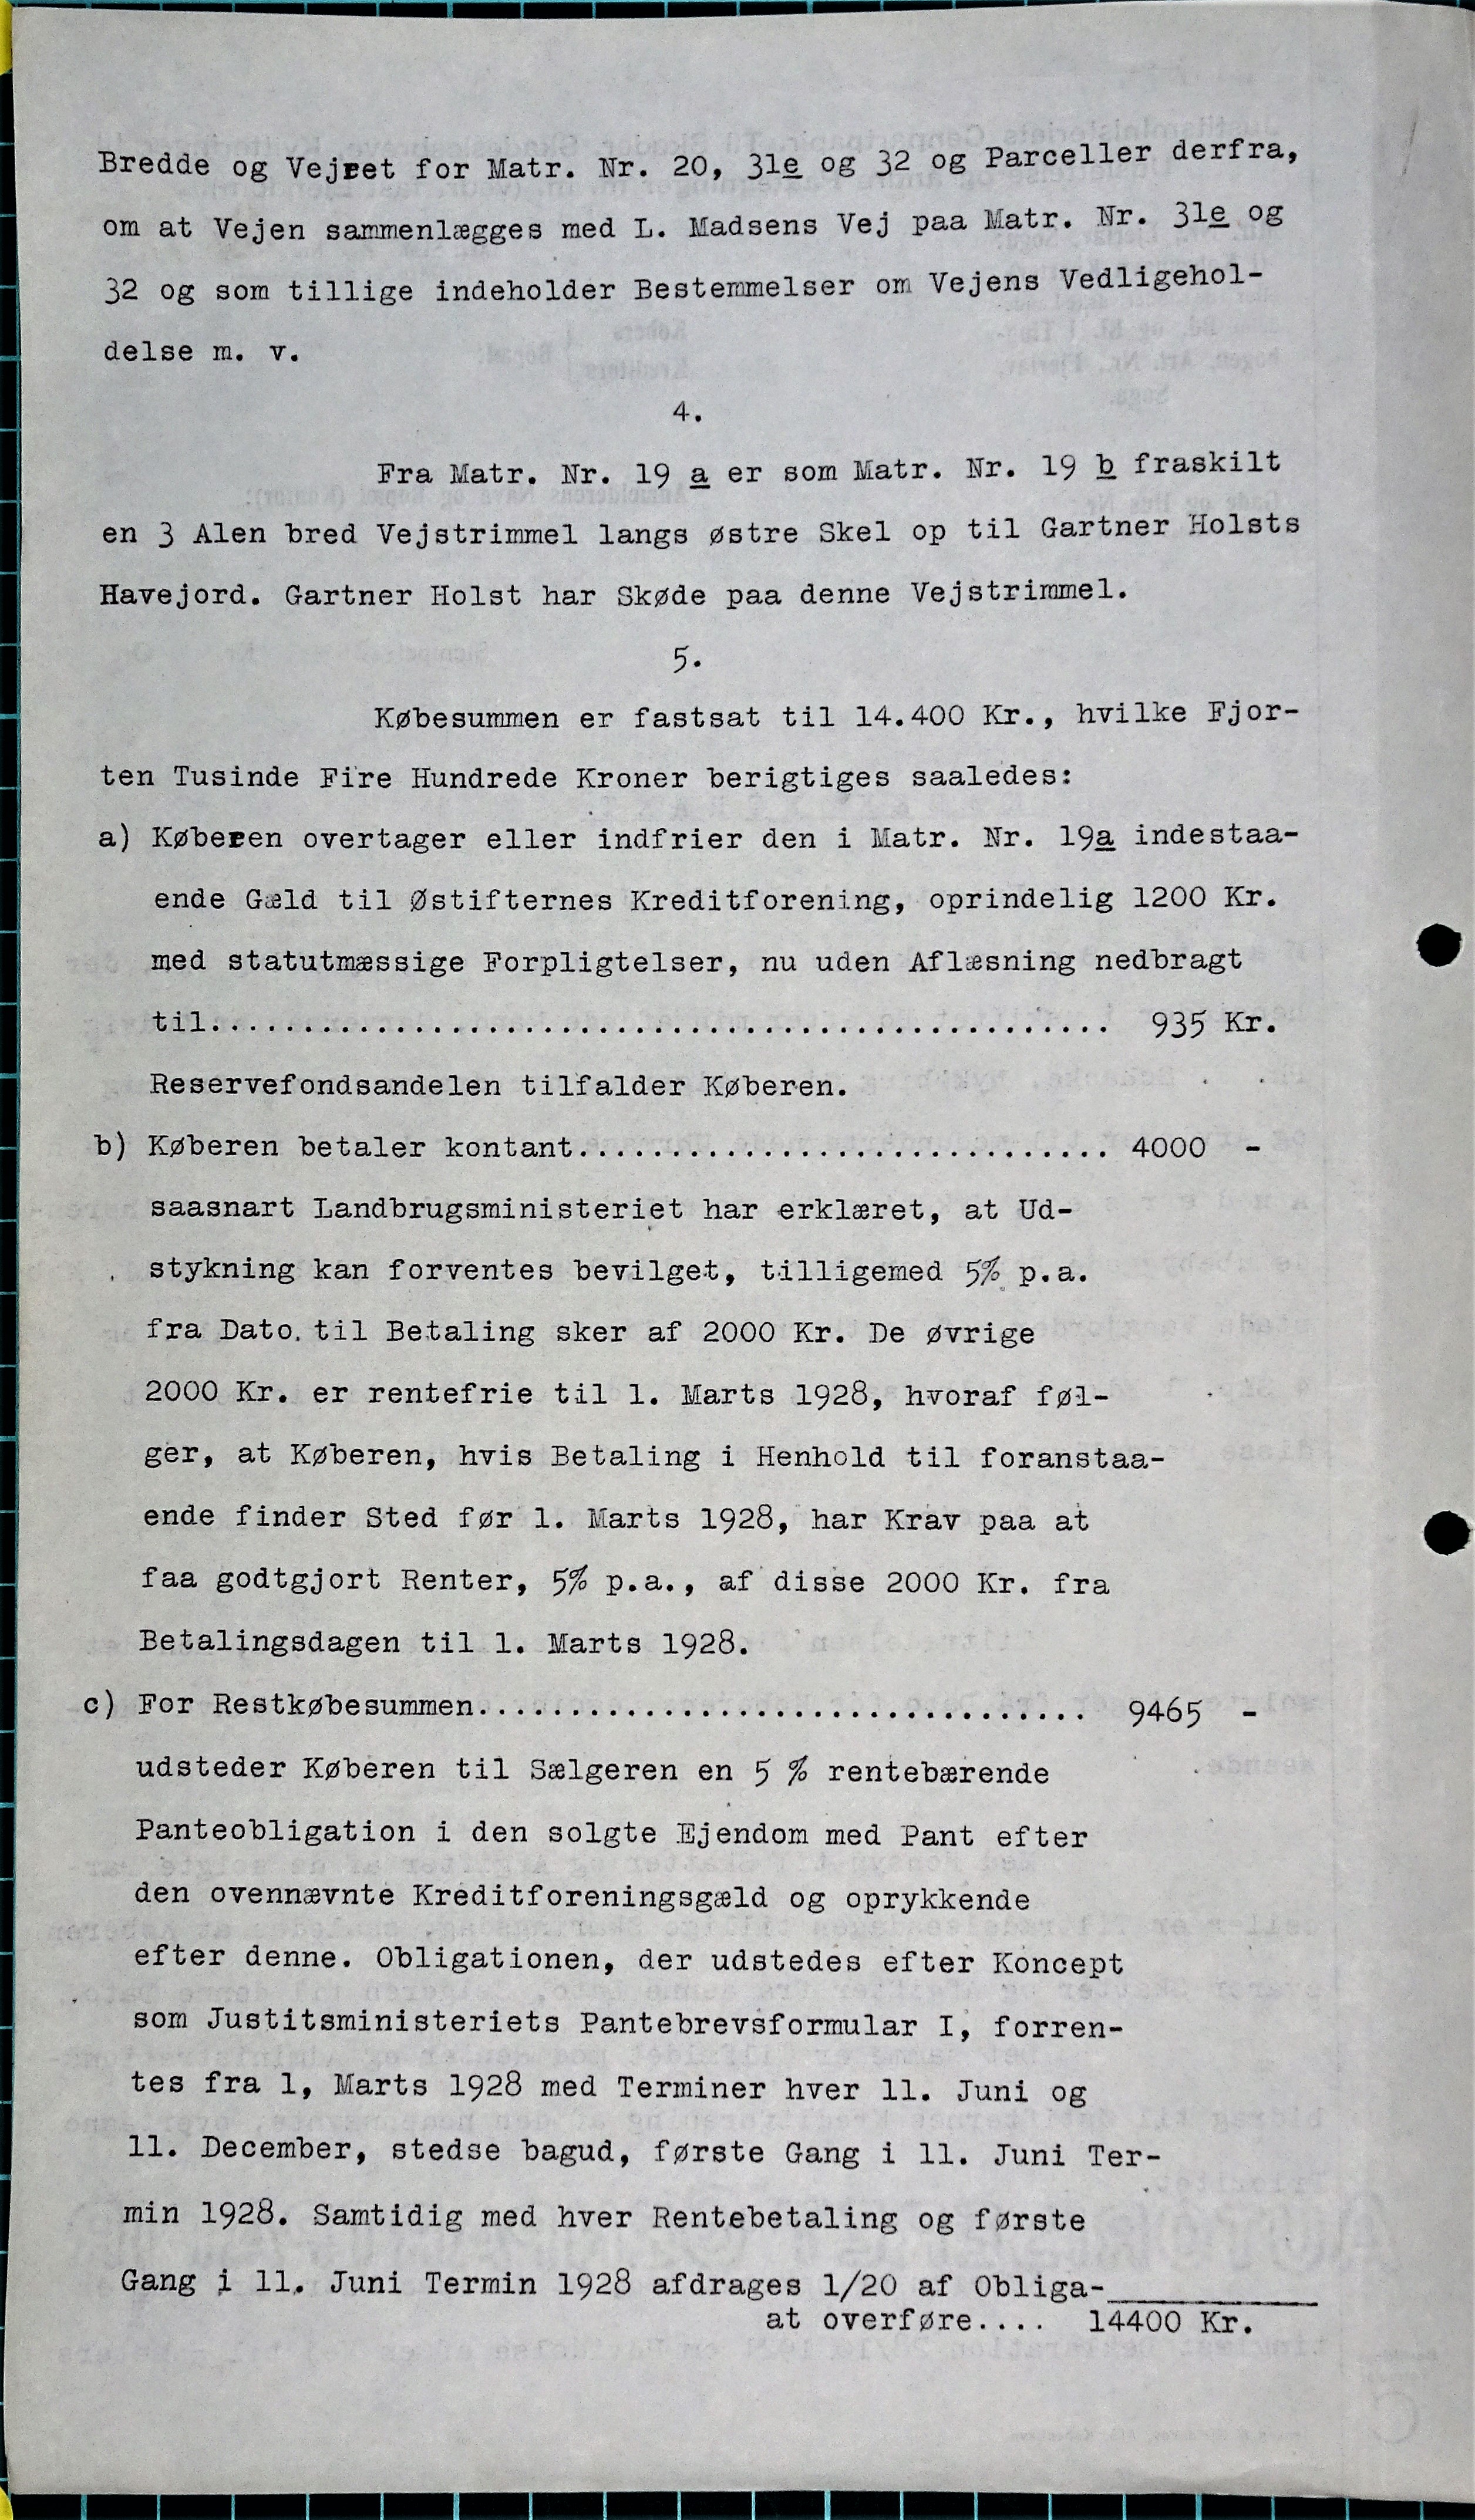 Bredde og Vejret for Matr. Nr. 20, 31e og 32 og Parceller derfra,
om at Vejen sammenlægges med L. Madsens Vej paa Matr. Nr. 31e og
32 og som tillige indeholder Bestemmelser om Vejens Vedligehol-
delse m. v.
4.
Fra Matr. Nr. 19 a er som Matr. Nr. 19 b fraskilt
en 3 Alen bred Vejstrimmel langs østre Skel op til Gartner Holsts
Havejord. Gartner Holst har Skøde paa denne Vejstrimmel.
5.
Købesummen er fastsat til 14.400 Kr., hvilke Fjor-
ten Tusinde Fire Hundrede Kroner berigtiges saaledes:
a) Køberen overtager eller indfrier den i Matr. Nr. 19a indestaa-
ende Gæld til Østifternes Kreditforening, oprindelig 1200 Kr.
med statutmæssige Forpligtelser, nu uden Aflæsning nedbragt
til................................................. 935 Kr.
Reservefondsandelen tilfalder Køberen.
b) Køberen betaler kontant............................. 4000 -
saasnart Landbrugsministeriet har erklæret, at Ud-
stykning kan forventes bevilget, tilligemed 5% p.a.
fra Dato til Betaling sker af 2000 Kr. De øvrige
2000 Kr. er rentefrie til 1. Marts 1928, hvoraf føl-
ger, at Køberen, hvis Betaling i Henhold til foranstaa-
ende finder Sted før 1. Marts 1928, har Krav paa at
faa godtgjort Renter, 5% p.a., af disse 2000 Kr. fra
Betalingsdagen til 1. Marts 1928.
c) For Restkøbesummen.................................. 9465 -
udsteder Køberen til Sælgeren en 5 % rentebærende
Panteobligation i den solgte Ejendom med Pant efter
den ovennævnte Kreditforeningsgæld og oprykkende
efter denne. Obligationen, der udstedes efter Koncept
som Justitsministeriets Pantebrevsformular I, forren-
tes fra 1, Marts 1928 med Terminer hver 11. Juni og
11. December, stedse bagud, første Gang i 11. Juni Ter-
min 1928. Samtidig med hver Rentebetaling og første
Gang i 11. Juni Termin 1928 afdrages 1/20 af Obliga-
at overføre.... 14400 Kr.